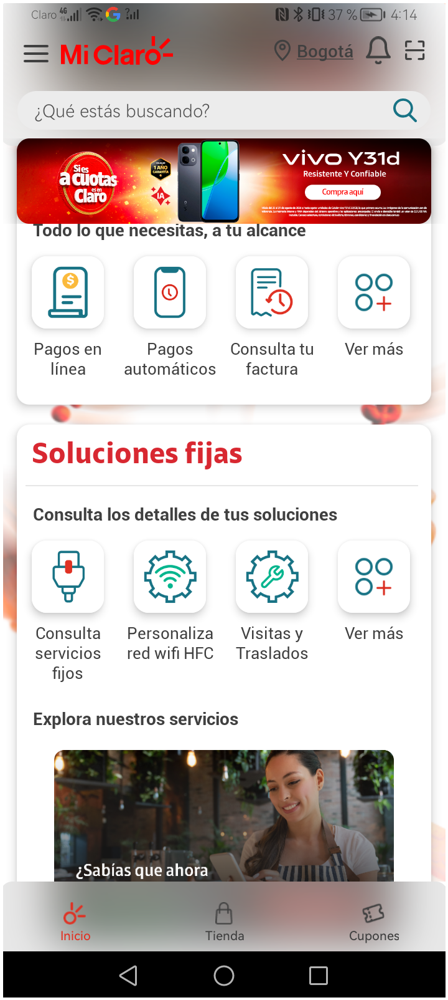 Claro 4G ? 37 % 4:14
Mi Claro
Bogotá
¿Qué estás buscando?
Si es
a cuotas
es en
Claro
1 AÑO
GARANTÍA
IA
vivo Y31d
Resistente Y Confiable
Compra aquí
Todo lo que necesitas, a tu alcance
Pagos en
línea
Pagos
automáticos
Consulta tu
factura
Ver más
Soluciones fijas
Consulta los detalles de tus soluciones
Consulta
servicios
fijos
Personaliza
red wifi HFC
Visitas y
Traslados
Ver más
Explora nuestros servicios
¿Sabías que ahora
Inicio
Tienda
Cupones